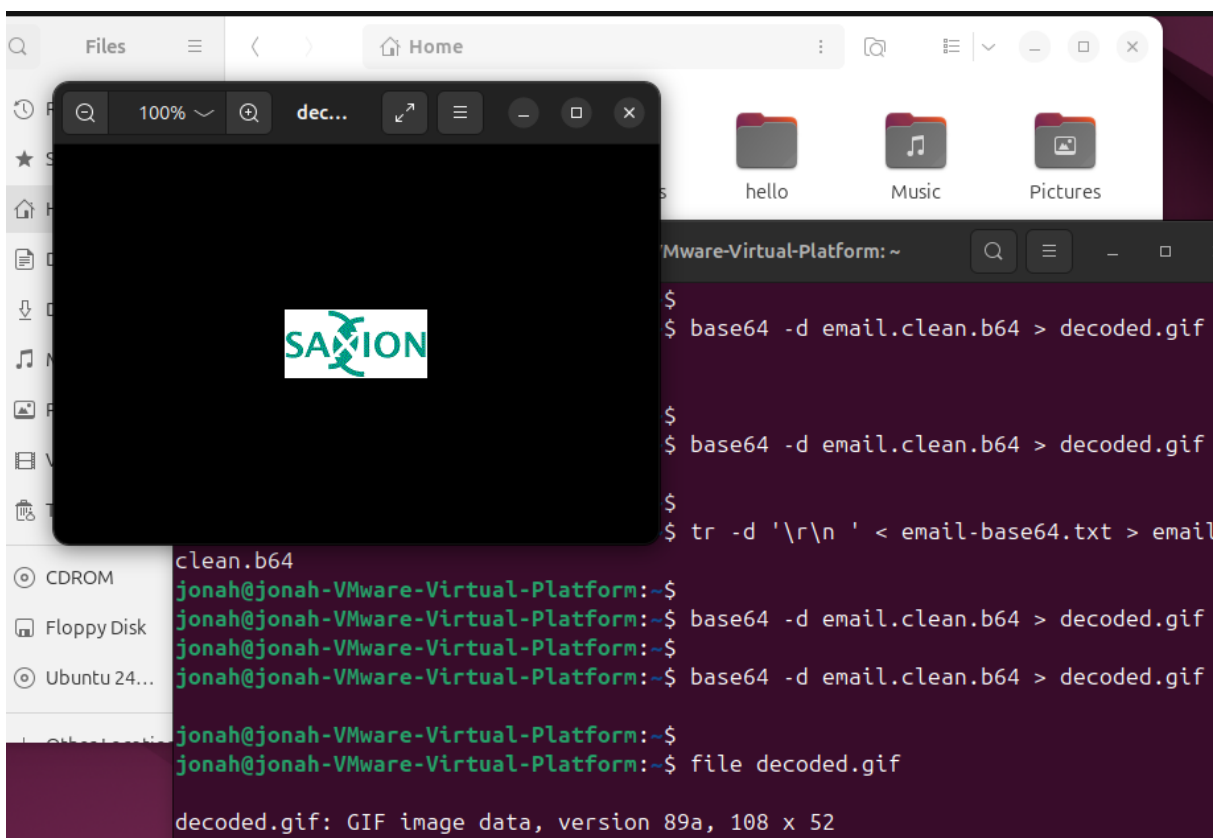 Files
Home
100%
dec...
hello
Music
Pictures
SAXION
CDROM
Floppy Disk
Ubuntu 24...
Mware-Virtual-Platform: ~
$
$ base64 -d email.clean.b64 > decoded.gif
$
$ base64 -d email.clean.b64 > decoded.gif
$
$ tr -d '\r\n ' < email-base64.txt > email
clean.b64
jonah@jonah-VMware-Virtual-Platform:~$
jonah@jonah-VMware-Virtual-Platform:~$ base64 -d email.clean.b64 > decoded.gif
jonah@jonah-VMware-Virtual-Platform:~$
jonah@jonah-VMware-Virtual-Platform:~$ base64 -d email.clean.b64 > decoded.gif
jonah@jonah-VMware-Virtual-Platform:~$
jonah@jonah-VMware-Virtual-Platform:~$ file decoded.gif
decoded.gif: GIF image data, version 89a, 108 x 52